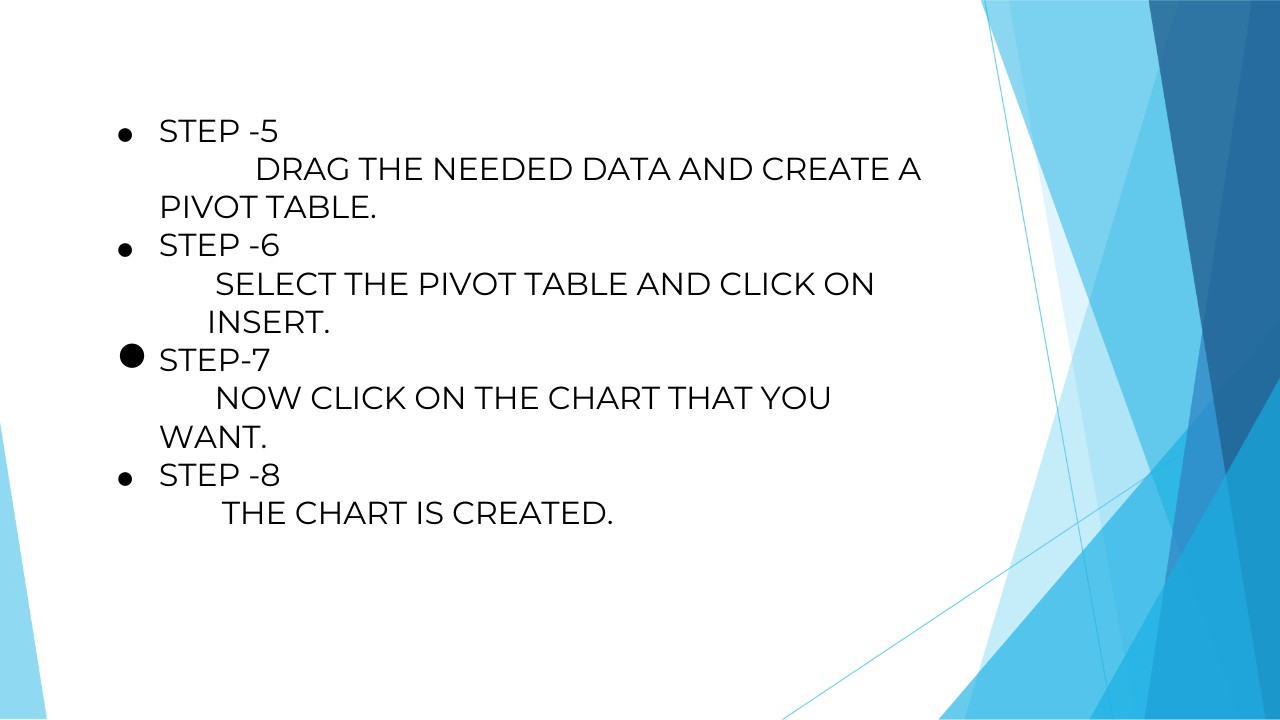 ● STEP -5
DRAG THE NEEDED DATA AND CREATE A
PIVOT TABLE.
● STEP -6
SELECT THE PIVOT TABLE AND CLICK ON
INSERT.
● STEP-7
NOW CLICK ON THE CHART THAT YOU
WANT.
● STEP -8
THE CHART IS CREATED.